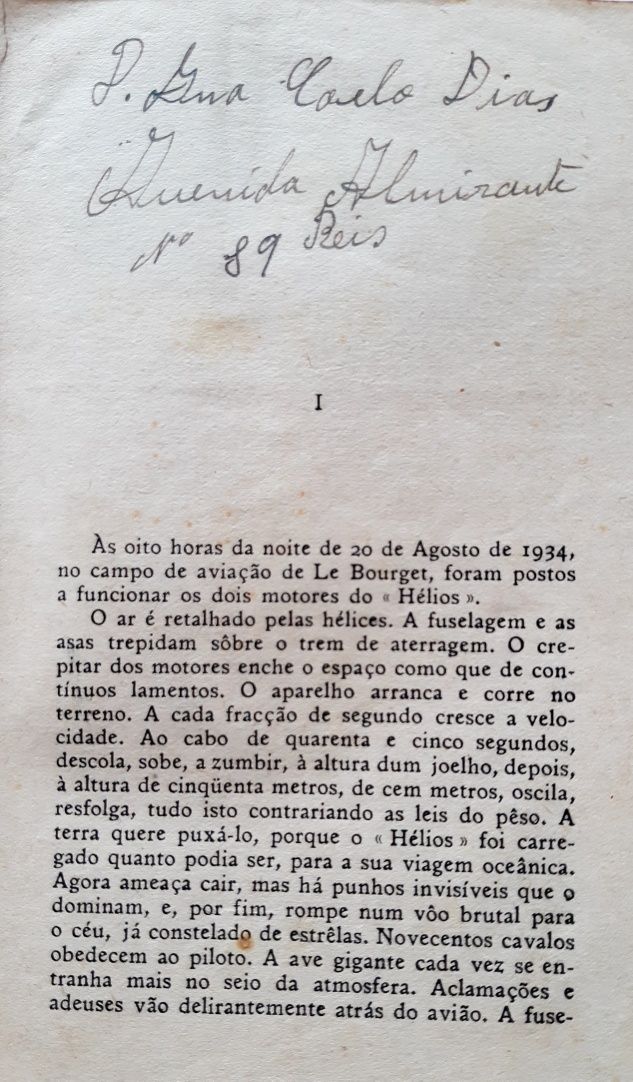 D. Coelo Dias
Avenida Almirante
Nº 89 Reis
I
Às oito horas da noite de 20 de Agosto de 1934,
no campo de aviação de Le Bourget, foram postos
a funcionar os dois motores do « Hélios ».
O ar é retalhado pelas hélices. A fuselagem e as
asas trepidam sôbre o trem de aterragem. O cre-
pitar dos motores enche o espaço como que de con-
tínuos lamentos. O aparelho arranca e corre no
terreno. A cada fracção de segundo cresce a velo-
cidade. Ao cabo de quarenta e cinco segundos,
descola, sobe, a zumbir, à altura dum joelho, depois,
à altura de cinqüenta metros, de cem metros, oscila,
resfolga, tudo isto contrariando as leis do pêso. A
terra quere puxá-lo, porque o « Hélios » foi carre-
gado quanto podia ser, para a sua viagem oceânica.
Agora ameaça cair, mas há punhos invisíveis que o
dominam, e, por fim, rompe num vôo brutal para
o céu, já constelado de estrêlas. Novecentos cavalos
obedecem ao piloto. A ave gigante cada vez se en-
tranha mais no seio da atmosfera. Aclamações e
adeuses vão delirantemente atrás do avião. A fuse-